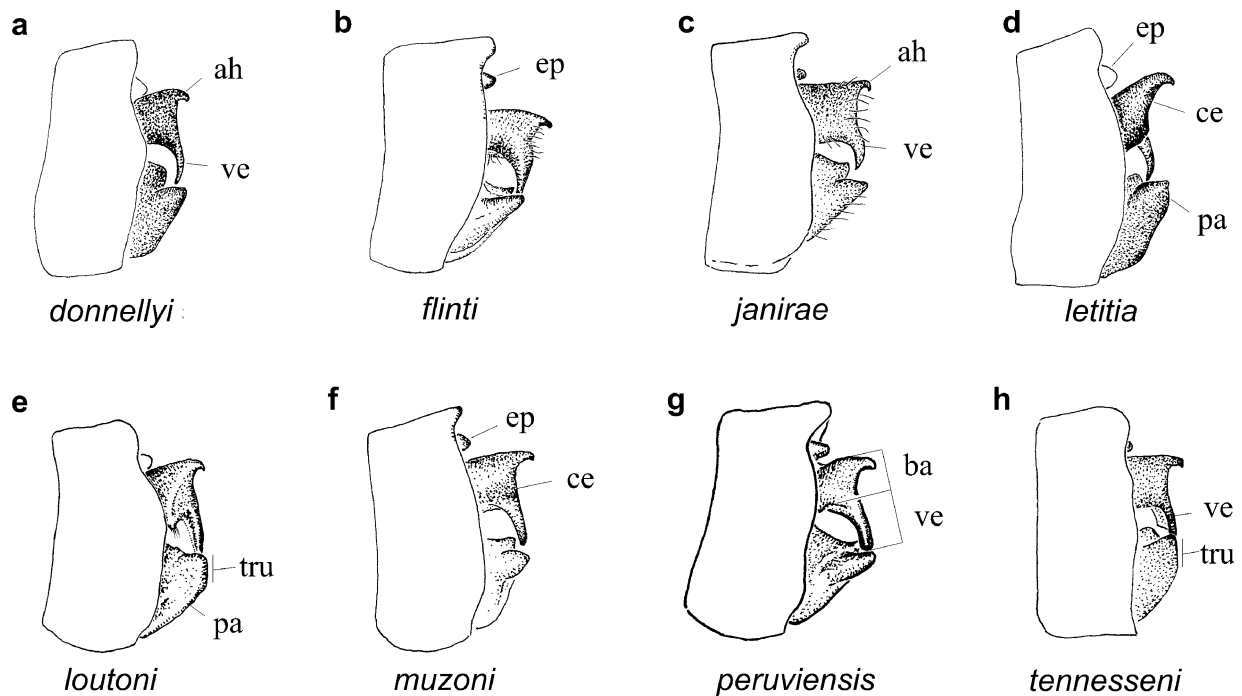 a
ah
ve
donnellyi
b
ep
flinti
c
ah
ve
janirae
d
ep
ce
pa
letitia
e
tru
pa
loutoni
f
ep
ce
muzoni
g
ba
ve
peruviensis
h
ve
tru
tennesseni